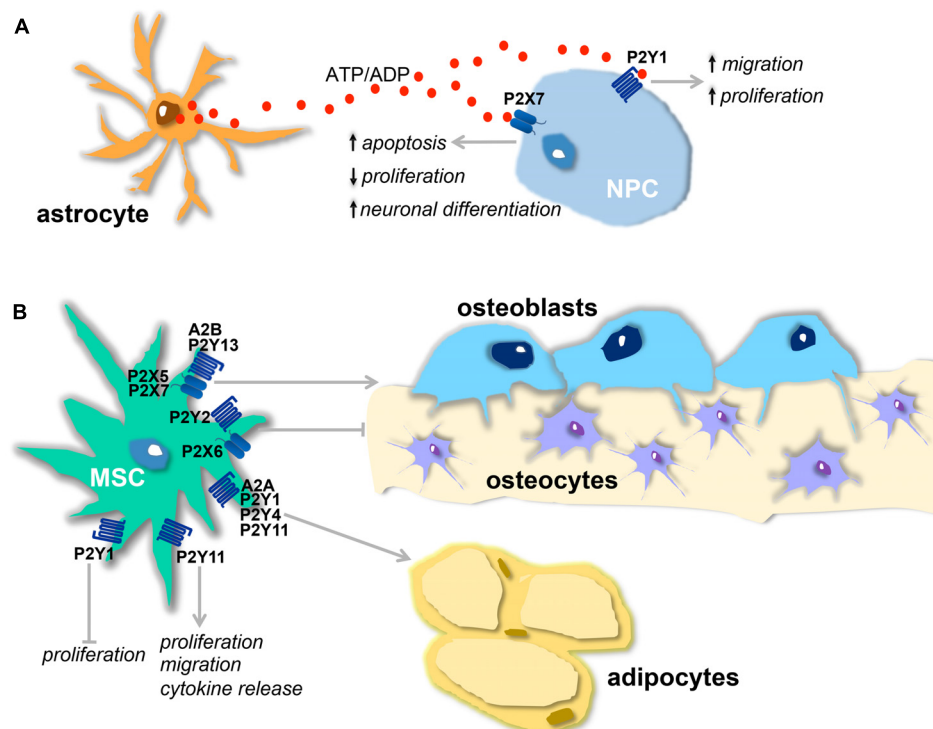 A
ATP/ADP
P2Y1
↑ migration
↑ proliferation
P2X7
↑ apoptosis
↓ proliferation
↑ neuronal differentiation
NPC
astrocyte
B
osteoblasts
A2B
P2Y13
P2X5
P2X7
P2Y2
P2X6
MSC
osteocytes
A2A
P2Y1
P2Y4
P2Y11
P2Y1
P2Y11
proliferation
proliferation
migration
cytokine release
adipocytes